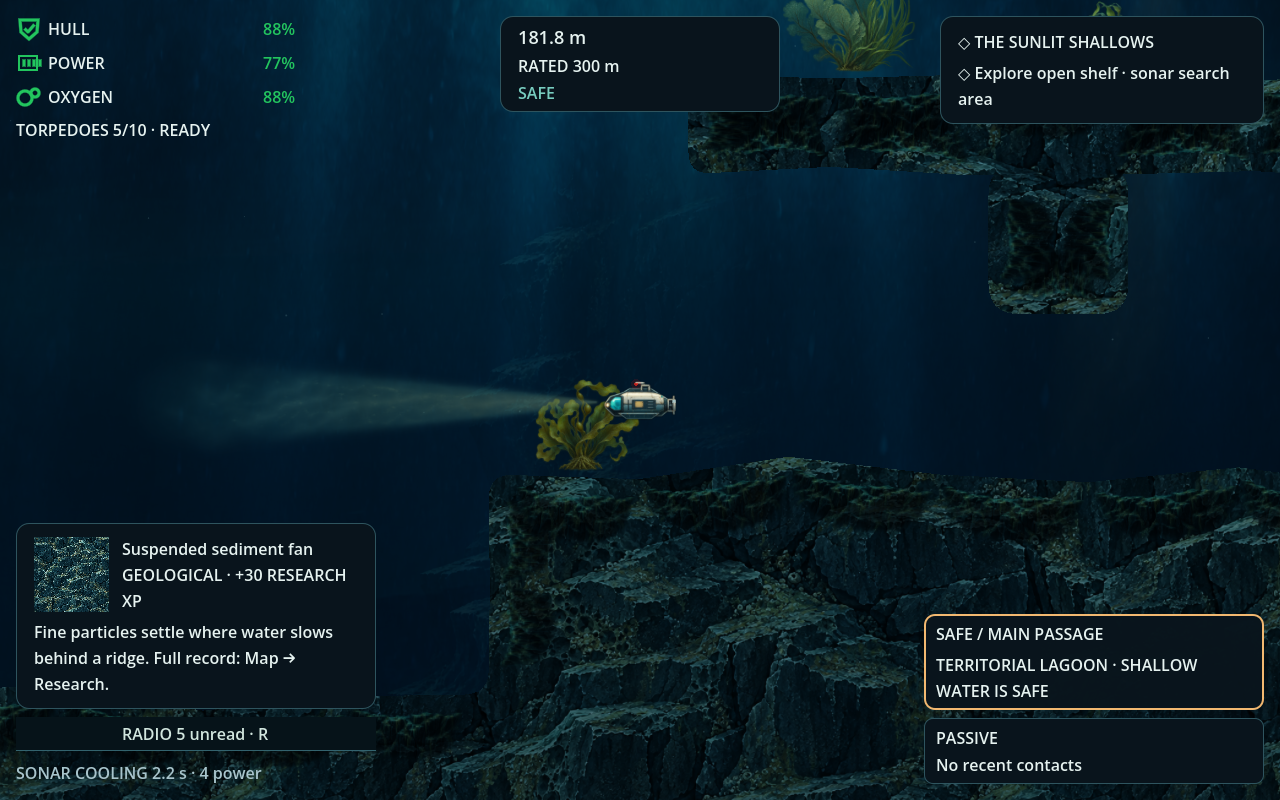 HULL 88%
POWER 77%
OXYGEN 88%
TORPEDOES 5/10 · READY
181.8 m
RATED 300 m
SAFE
◇ THE SUNLIT SHALLOWS
◇ Explore open shelf · sonar search
area
Suspended sediment fan
GEOLOGICAL · +30 RESEARCH
XP
Fine particles settle where water slows
behind a ridge. Full record: Map →
Research.
RADIO 5 unread · R
SONAR COOLING 2.2 s · 4 power
SAFE / MAIN PASSAGE
TERRITORIAL LAGOON · SHALLOW
WATER IS SAFE
PASSIVE
No recent contacts